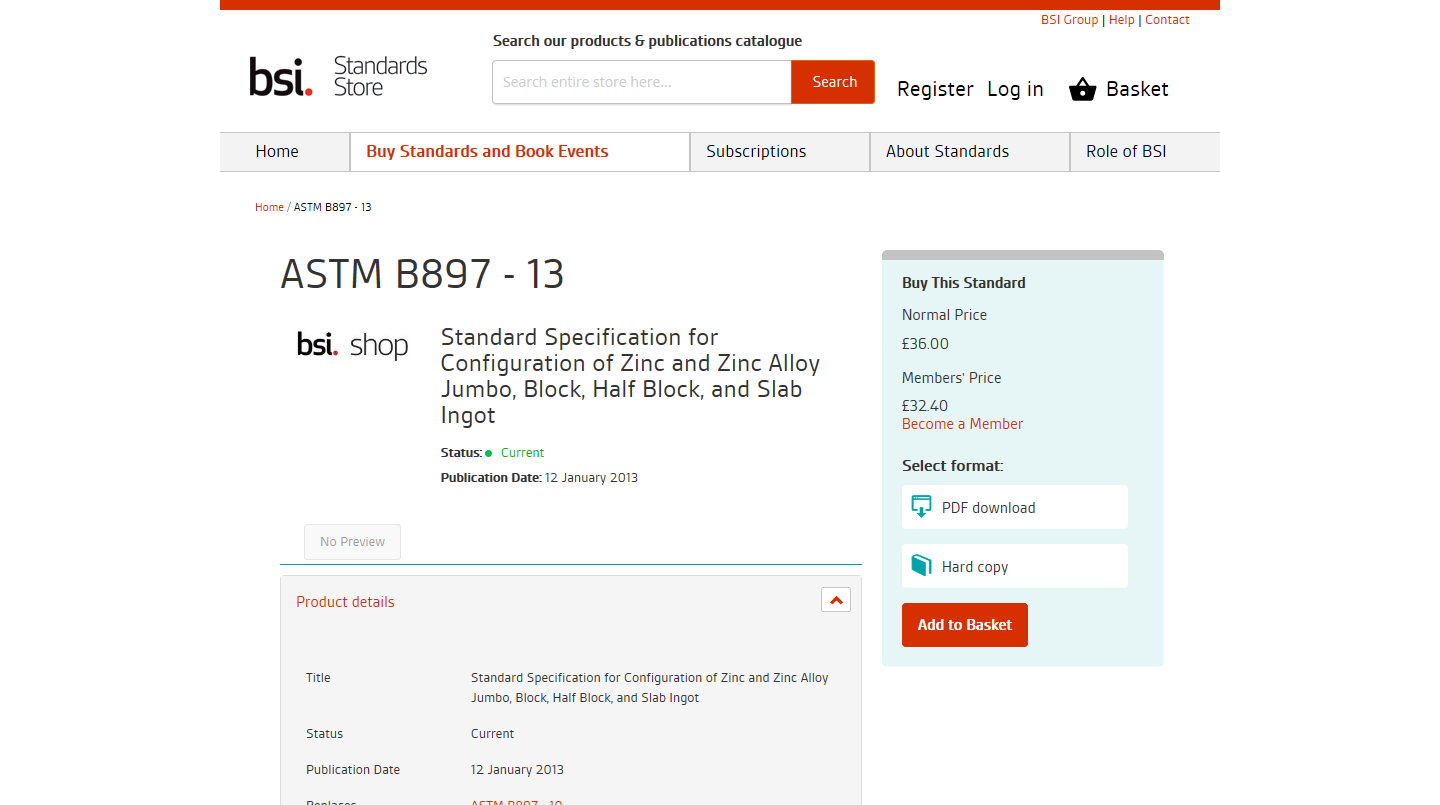 BSI Group | Help | Contact
Search our products & publications catalogue
bsi. Standards Store
Search entire store here...
Search
Register Log in Basket
Home Buy Standards and Book Events Subscriptions About Standards Role of BSI
Home / ASTM B897 - 13
ASTM B897 - 13
bsi. shop
Standard Specification for
Configuration of Zinc and Zinc Alloy
Jumbo, Block, Half Block, and Slab
Ingot
Status: Current
Publication Date: 12 January 2013
No Preview
Buy This Standard
Normal Price
£36.00
Members' Price
£32.40
Become a Member
Select format:
PDF download
Hard copy
Add to Basket
Product details
Title Standard Specification for Configuration of Zinc and Zinc Alloy
Jumbo, Block, Half Block, and Slab Ingot
Status Current
Publication Date 12 January 2013
Replaces ASTM B897 - 10